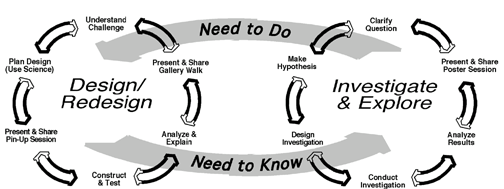 Understand
Challenge
Need to Do
Clarify
Question
Plan Design
(Use Science)
Present & Share
Gallery Walk
Make
Hypothesis
Present & Share
Poster Session
Design/
Redesign
Investigate
& Explore
Present & Share
Pin-Up Session
Analyze &
Explain
Design
Investigation
Analyze
Results
Need to Know
Construct
& Test
Conduct
Investigation